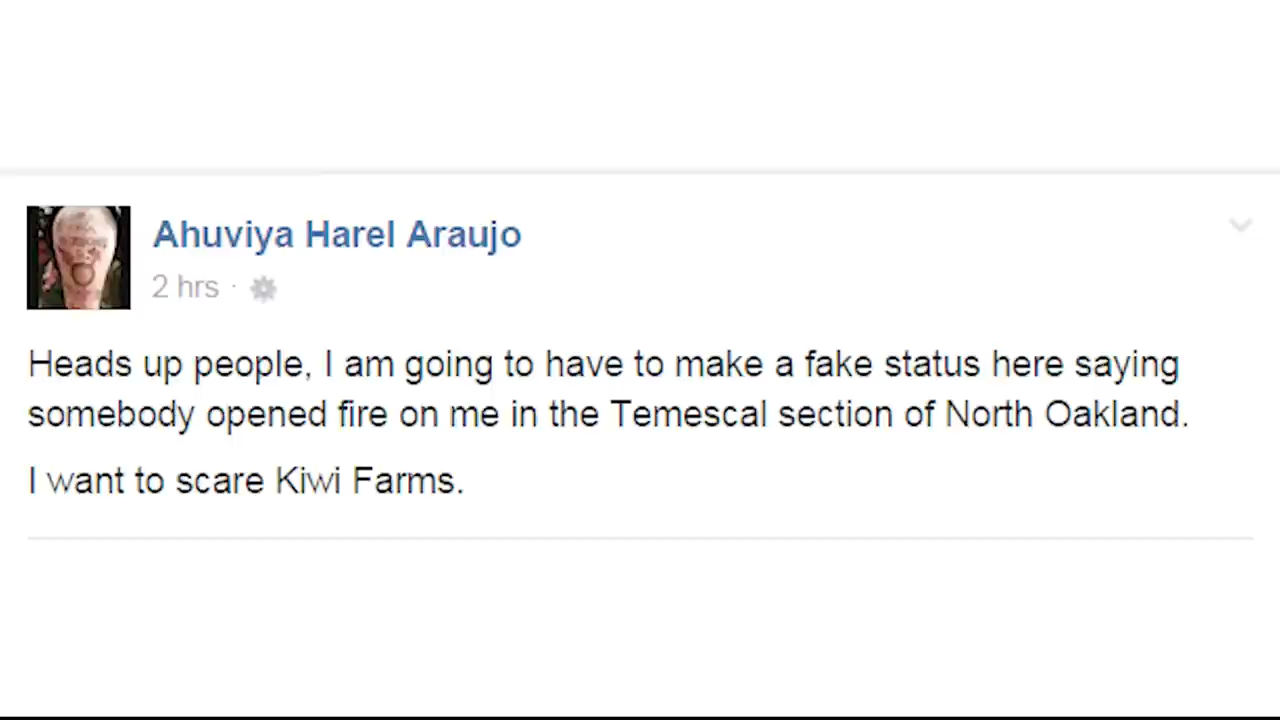 Ahuviya Harel Araujo
2 hrs ·
Heads up people, I am going to have to make a fake status here saying
somebody opened fire on me in the Temescal section of North Oakland.
I want to scare Kiwi Farms.